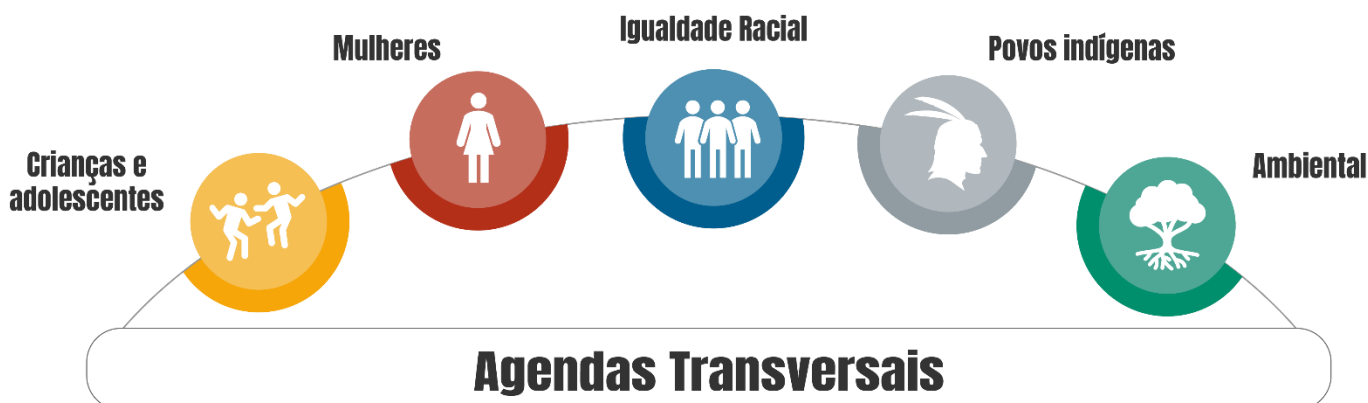 Igualdade Racial
Mulheres
Povos indígenas
Crianças e
adolescentes
Ambiental
Agendas Transversais